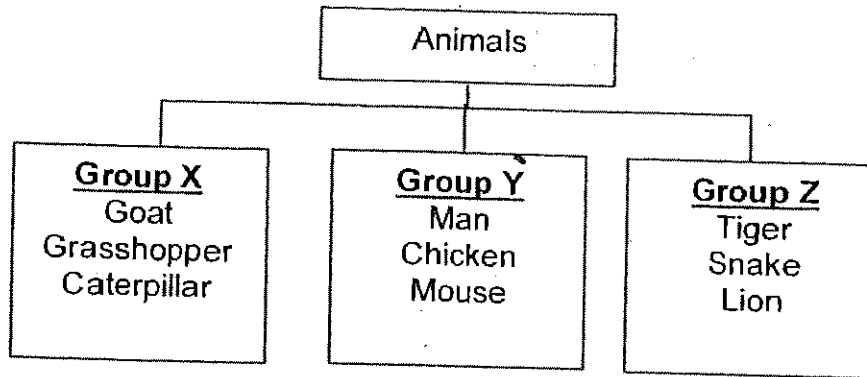 Animals
Group X
Goat
Grasshopper
Caterpillar
Group Y
Man
Chicken
Mouse
Group Z
Tiger
Snake
Lion